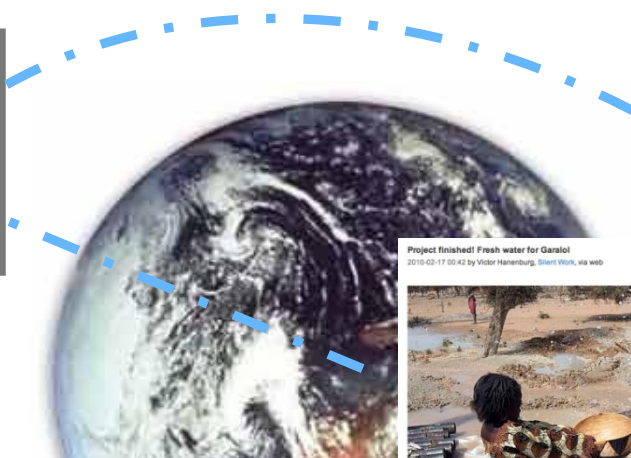 Project finished! Fresh water for Garalol
2010-02-17 00:42 by Victor Hanenburg, Silent Work, via web